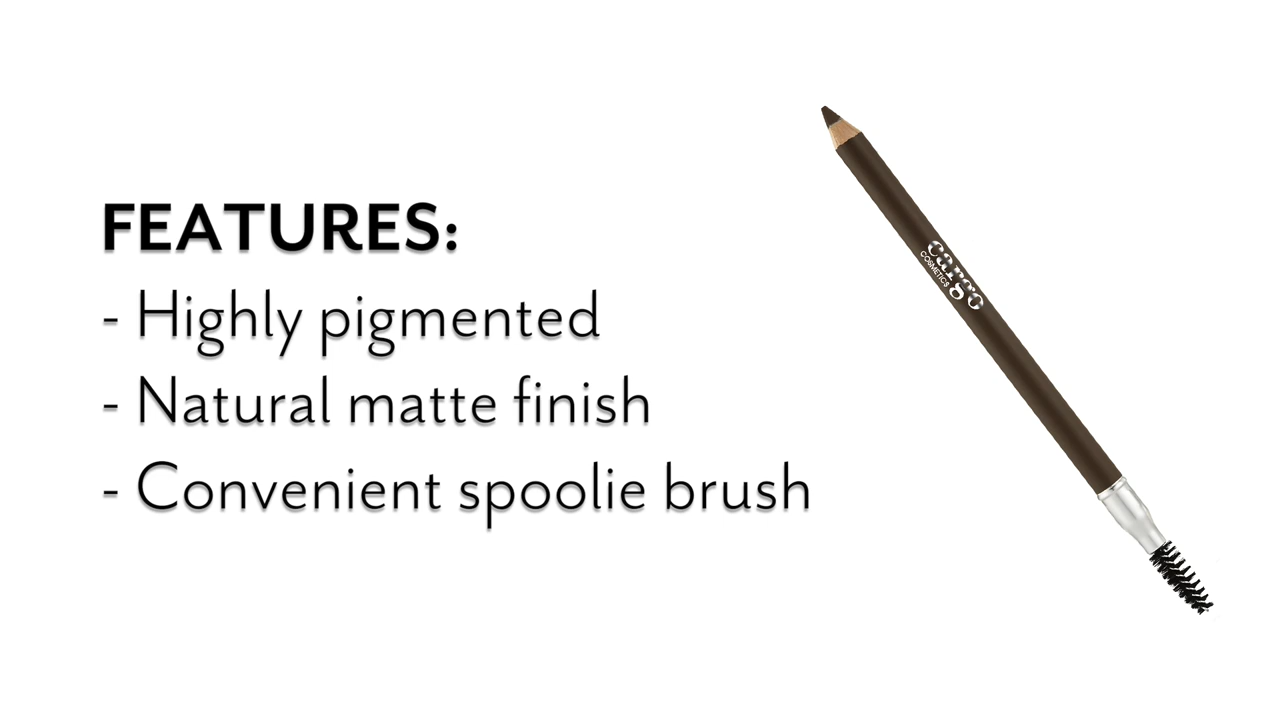 FEATURES:
- Highly pigmented
- Natural matte finish
- Convenient spoolie brush
cargo
COSMETICS